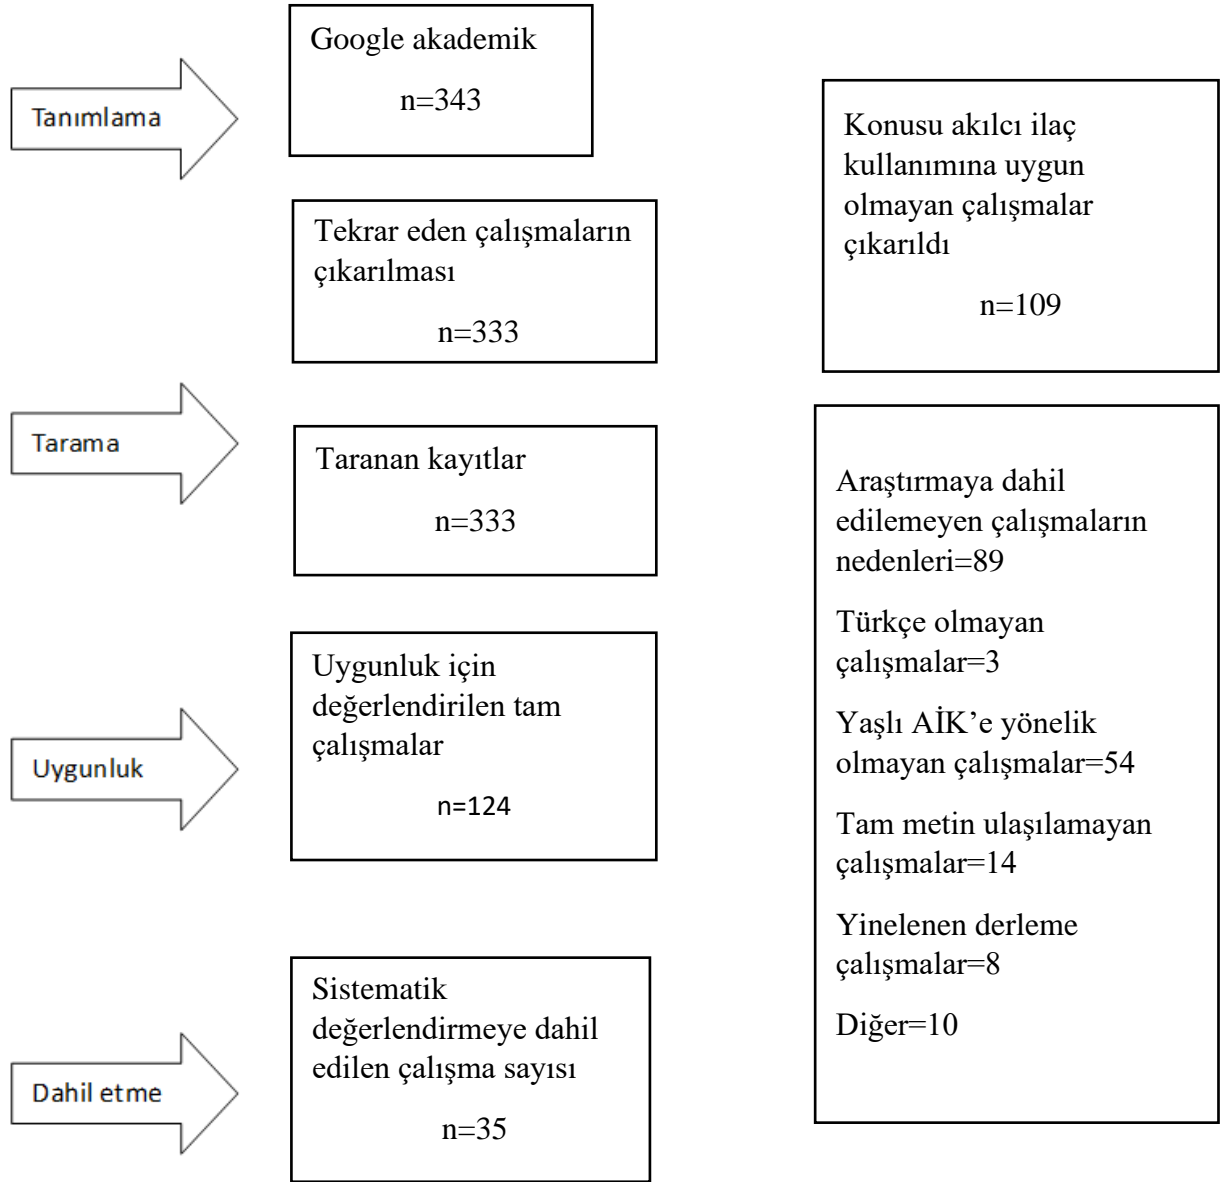 Tanımlama
Google akademik
n=343
Tekrar eden çalışmaların
çıkarılması
n=333
Konusu akılcı ilaç
kullanımına uygun
olmayan çalışmalar
çıkarıldı
n=109
Tarama
Taranan kayıtlar
n=333
Uygunluk
Uygunluk için
değerlendirilen tam
çalışmalar
n=124
Araştırmaya dahil
edilemeyen çalışmaların
nedenleri=89
Türkçe olmayan
çalışmalar=3
Yaşlı AİK’e yönelik
olmayan çalışmalar=54
Tam metin ulaşılamayan
çalışmalar=14
Yinelenen derleme
çalışmalar=8
Diğer=10
Dahil etme
Sistematik
değerlendirmeye dahil
edilen çalışma sayısı
n=35